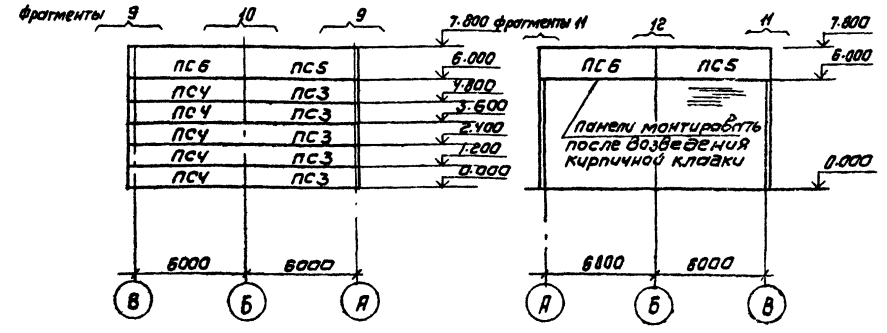 фрагменты 9 10 9
7.800
6.000
4.800
3.600
2.400
1.200
0.000
ПС6 ПС5
ПС4 ПС3
ПС4 ПС3
ПС4 ПС3
ПС4 ПС3
ПС4 ПС3
6000 6000
В Б А
фрагменты 11 12 11
7.800
6.000
0.000
ПС6 ПС5
Панели монтировать
после возведения
кирпичной кладки
6000 6000
А Б В